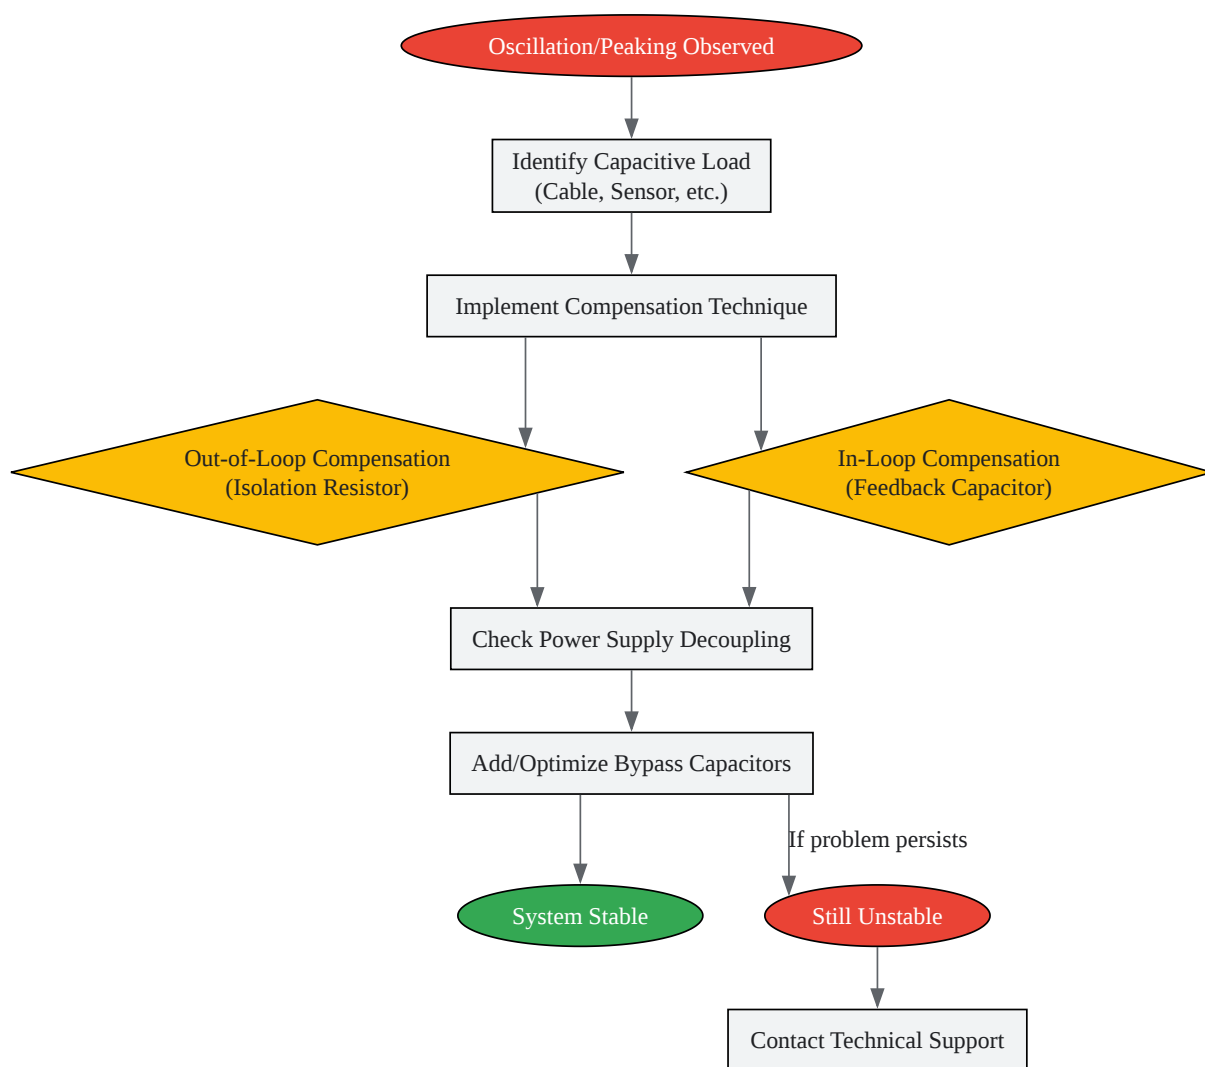 Oscillation/Peaking Observed
Identify Capacitive Load
(Cable, Sensor, etc.)
Implement Compensation Technique
Out-of-Loop Compensation
(Isolation Resistor)
In-Loop Compensation
(Feedback Capacitor)
Check Power Supply Decoupling
Add/Optimize Bypass Capacitors
If problem persists
System Stable
Still Unstable
Contact Technical Support